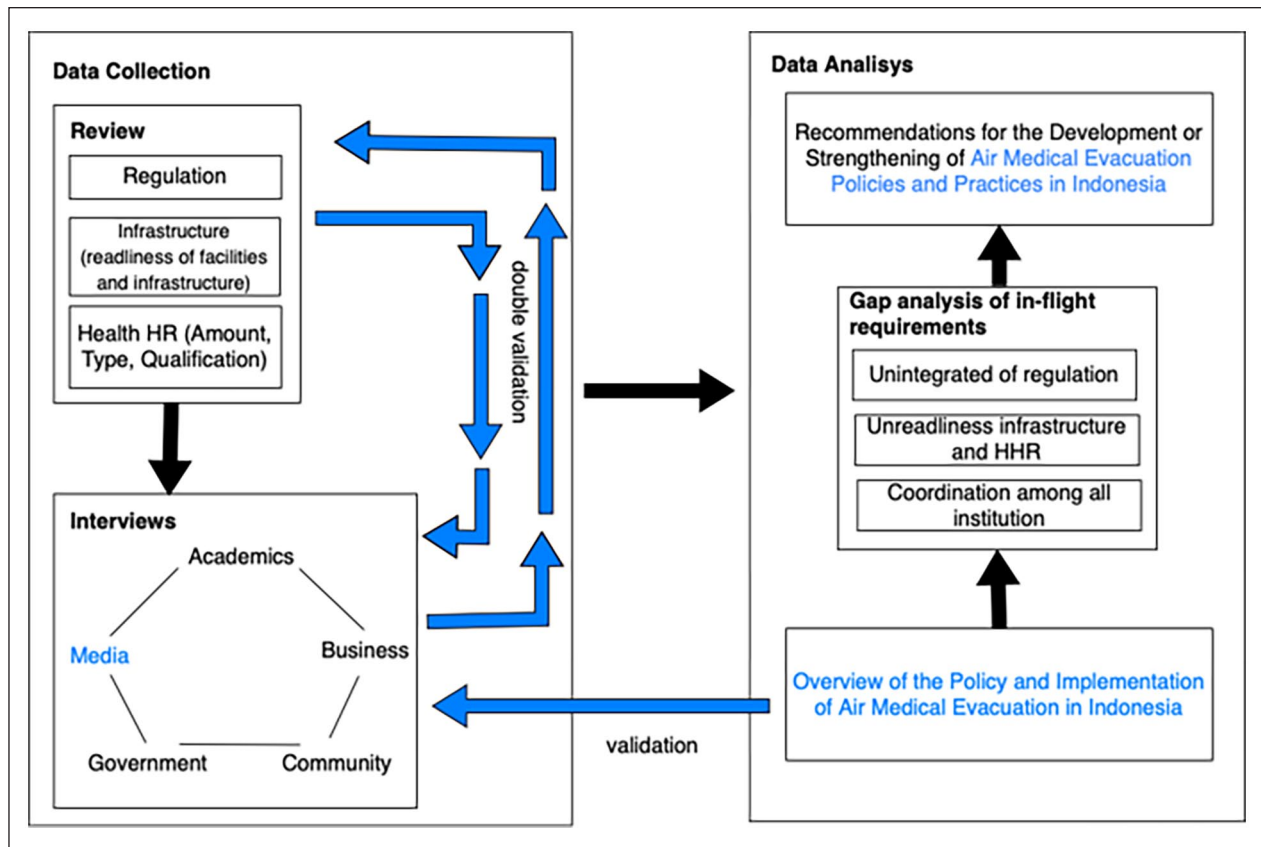 Data Collection
Review
Regulation
Infrastructure
(readliness of facilities
and infrastructure)
Health HR (Amount,
Type, Qualification)
double validation
Interviews
Academics
Media
Business
Government
Community
validation
Data Analisys
Recommendations for the Development or
Strengthening of Air Medical Evacuation
Policies and Practices in Indonesia
Gap analysis of in-flight
requirements
Unintegrated of regulation
Unreadliness infrastructure
and HHR
Coordination among all
institution
Overview of the Policy and Implementation
of Air Medical Evacuation in Indonesia